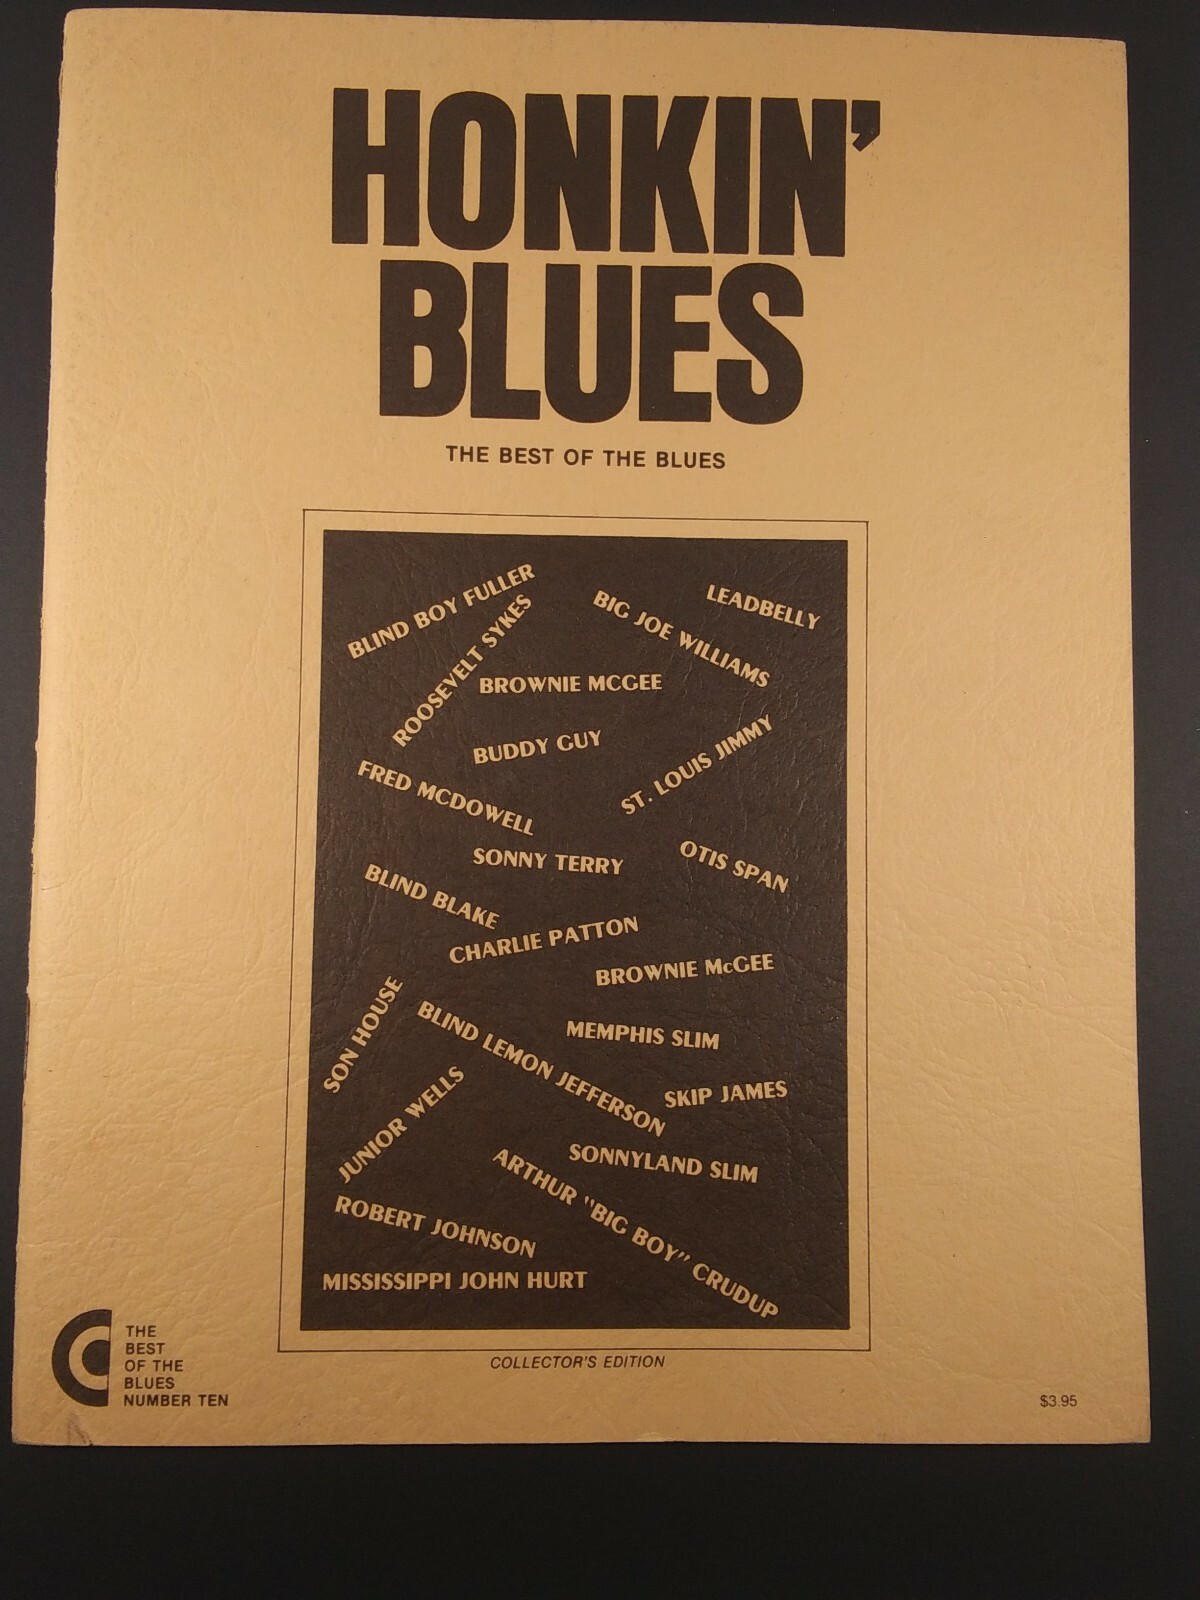 HONKIN'
BLUES
THE BEST OF THE BLUES
BLIND BOY FULLER
ROOSEVELT SYKES
BIG JOE WILLIAMS
LEADBELLY
BROWNIE MCGEE
BUDDY GUY
ST. LOUIS JIMMY
FRED MCDOWELL
SONNY TERRY
OTIS SPAN
BLIND BLAKE
CHARLIE PATTON
BROWNIE McGEE
SON HOUSE
BLIND LEMON JEFFERSON
MEMPHIS SLIM
SKIP JAMES
JUNIOR WELLS
SONNYLAND SLIM
ARTHUR "BIG BOY" CRUDUP
ROBERT JOHNSON
MISSISSIPPI JOHN HURT
COLLECTOR'S EDITION
THE
BEST
OF THE
BLUES
NUMBER TEN
$3.95